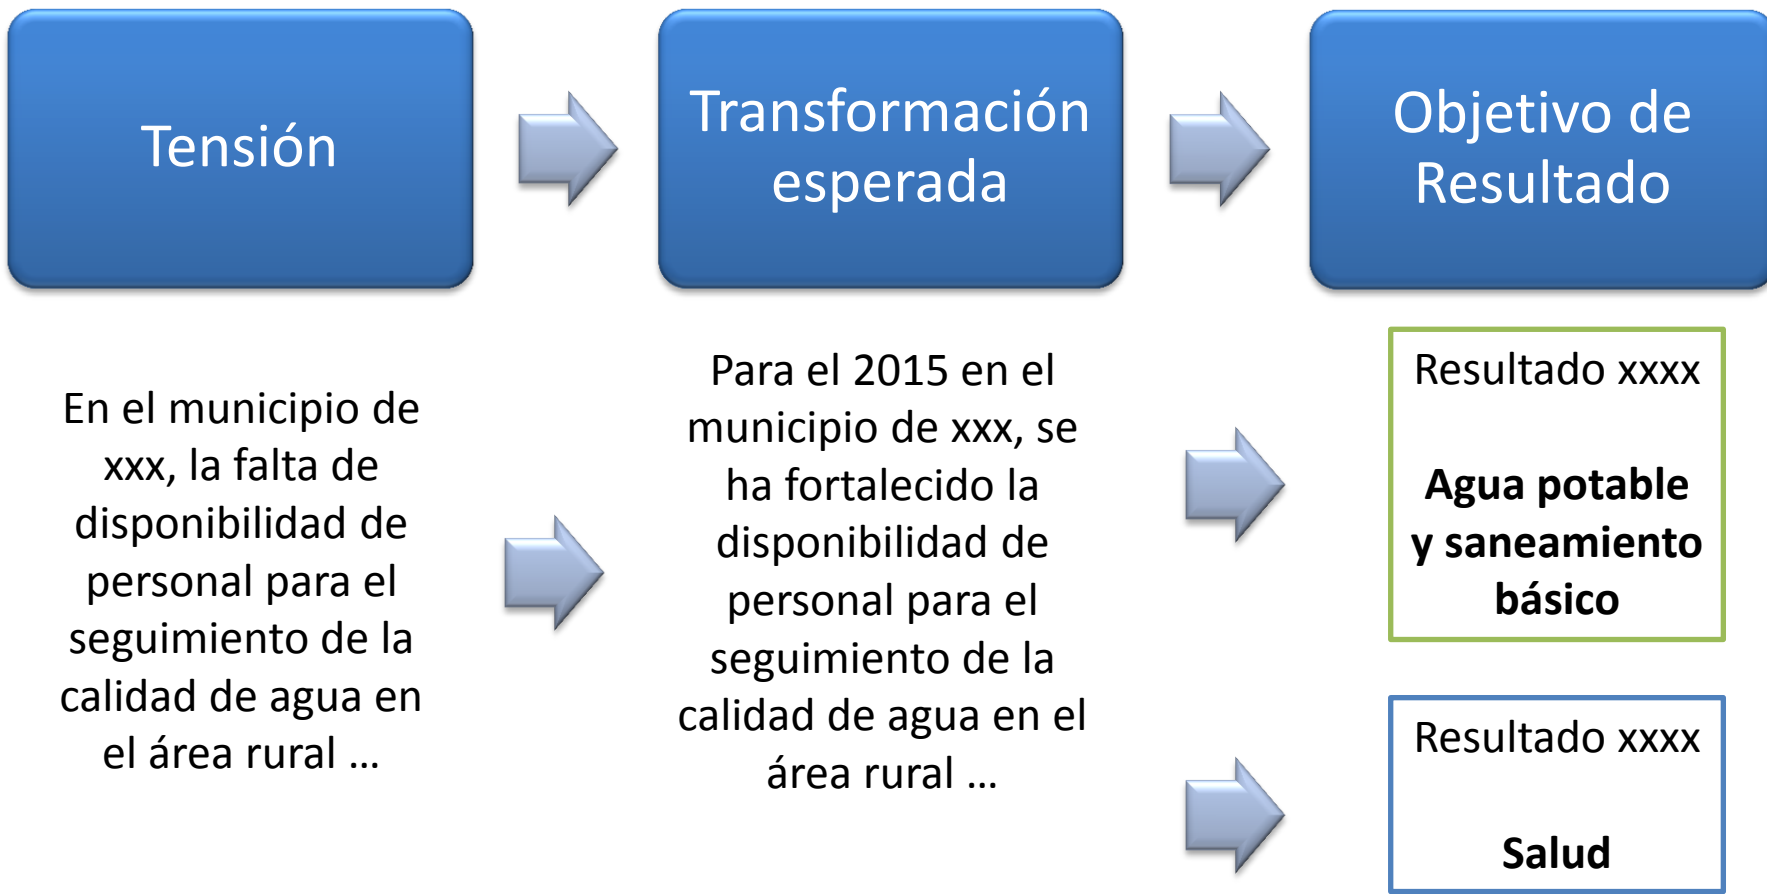 Tensión
Transformación
esperada
Objetivo de
Resultado
En el municipio de
xxx, la falta de
disponibilidad de
personal para el
seguimiento de la
calidad de agua en
el área rural ...
Para el 2015 en el
municipio de xxx, se
ha fortalecido la
disponibilidad de
personal para el
seguimiento de la
calidad de agua en el
área rural ...
Resultado xxxx
Agua potable
y saneamiento
básico
Resultado xxxx
Salud